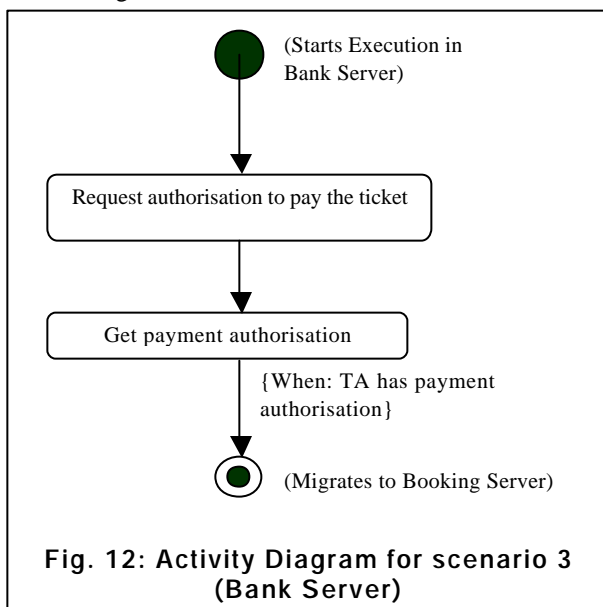 (Starts Execution in
Bank Server)
Request authorisation to pay the ticket
Get payment authorisation
{When: TA has payment
authorisation}
(Migrates to Booking Server)
Fig. 12: Activity Diagram for scenario 3
(Bank Server)